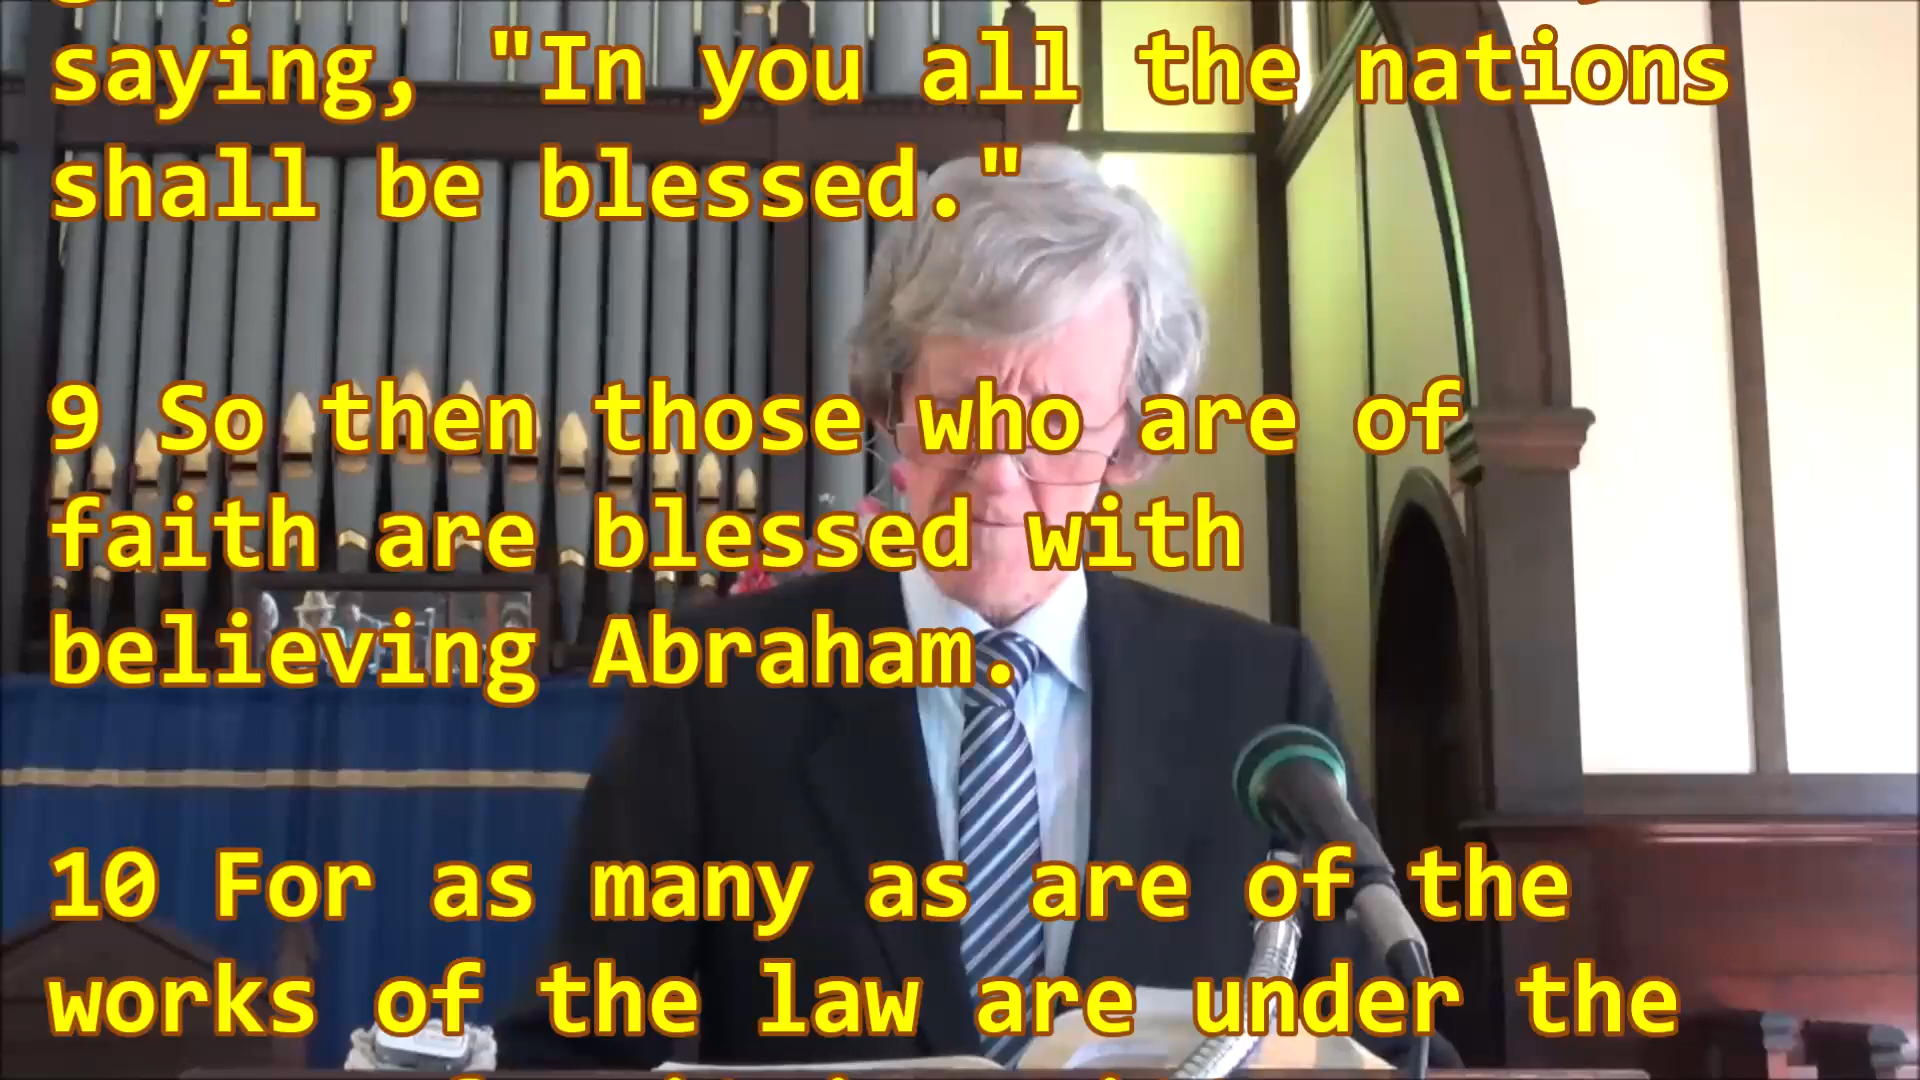 saying, "In you all the nations
shall be blessed."
9 So then those who are of
faith are blessed with
believing Abraham.
10 For as many as are of the
works of the law are under the